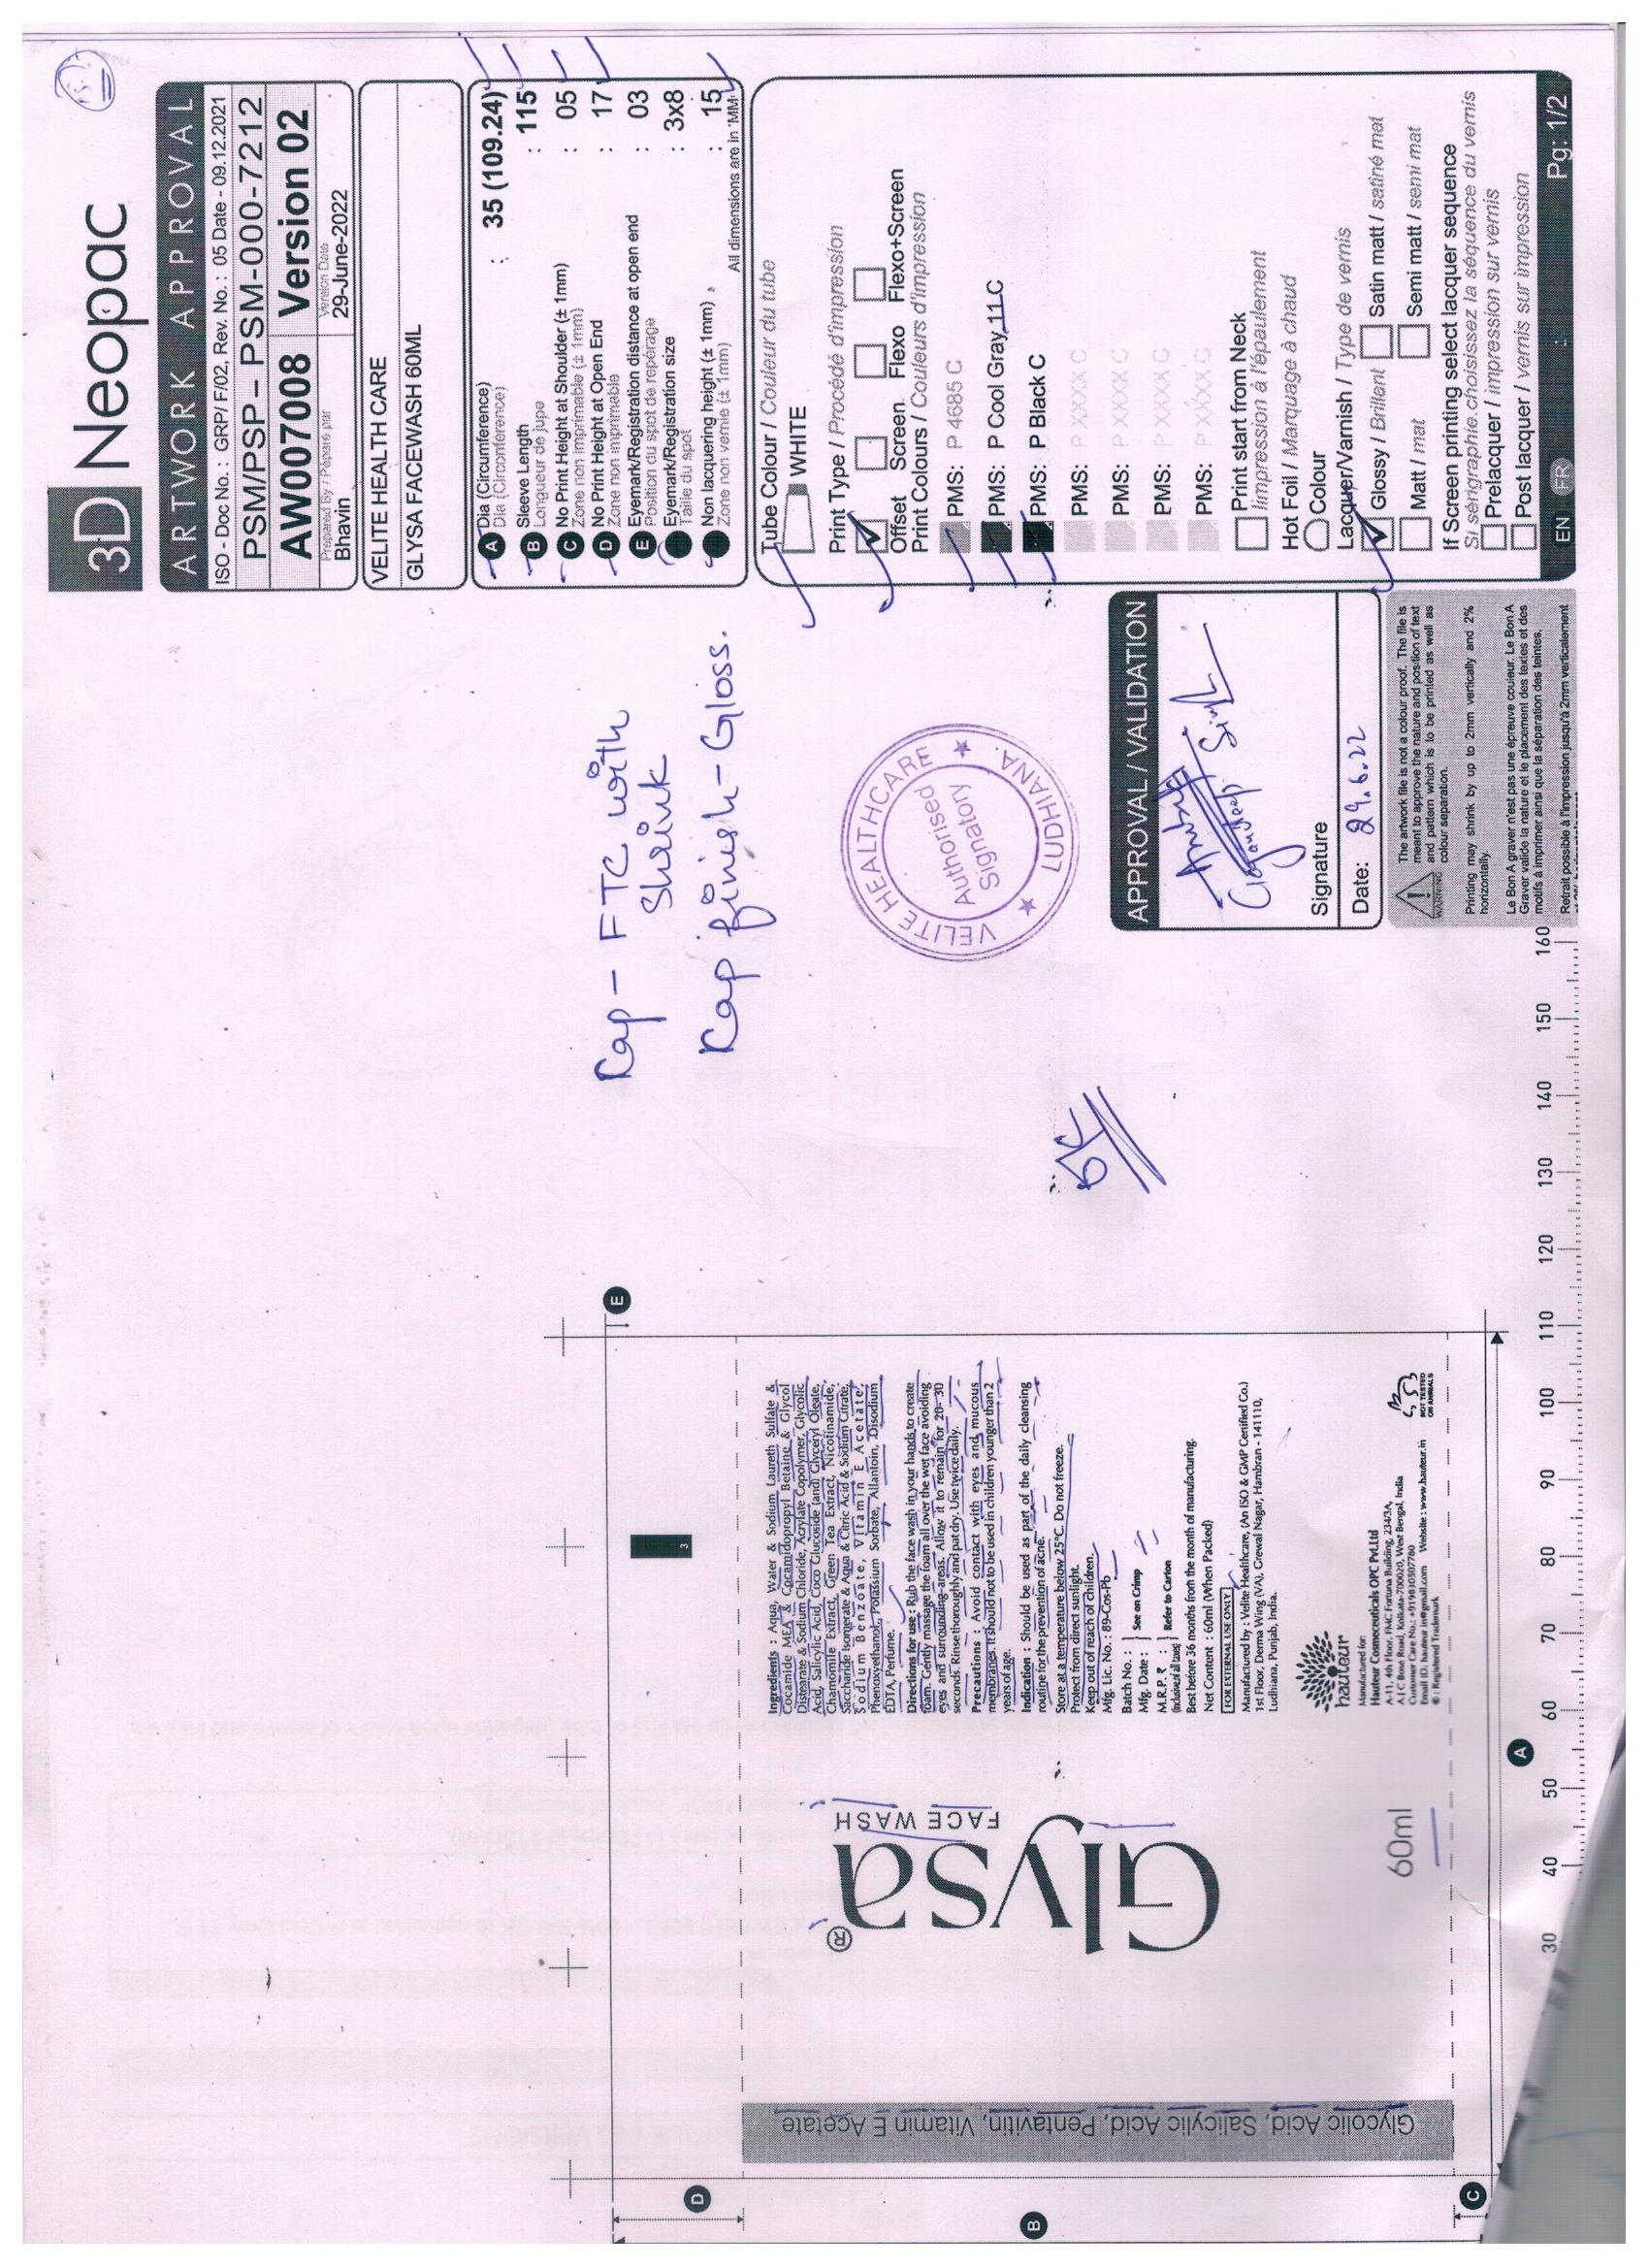 3D Neopac
ARTWORK APPROVAL
ISO - Doc No.: GRP/ F/02, Rev. No.: 05 Date - 09.12.2021
PSM/PSP - PSM-000-7212
AW007008 Version 02
Prepared by / Pépare par
Bhavin
Version Date
29-June-2022
VELITE HEALTH CARE
GLYSA FACEWASH 60ML
A Dia (Circumference) : 35 (109.24)
Dia (Circonférence)
B Sleeve Length : 115
Longueur de jupe
C No Print Height at Shoulder (± 1mm) : 05
Zone non imprimable (± 1mm)
D No Print Height at Open End : 17
Zone non imprimable
E Eyemark/Registration distance at open end : 03
Position du spot de repérage
Eyemark/Registration size : 3x8
Taille du spot
Non lacquering height (± 1mm) : 15
Zone non vernie (± 1mm)
All dimensions are in 'MM'
Tube Colour / Couleur du tube
WHITE
Print Type / Procédé d'impression
Offset Screen Flexo Flexo+Screen
Print Colours / Couleurs d'impression
PMS: P 4685 C
PMS: P Cool Gray 11 C
PMS: P Black C
PMS: P XXXX C
PMS: P XXXX C
PMS: P XXXX C
PMS: P XXXX C
Print start from Neck
Iimpression à l'épaulement
Hot Foil / Marquage à chaud
Colour
Lacquer/Varnish / Type de vernis
Glossy / Brillent Satin matt / satiné mat
Matt / mat Semi matt / semi mat
If Screen printing select lacquer sequence
Si sérigraphie.choisissez la séquence du vernis
Prelacquer / impression sur vernis
Post lacquer / vernis sur impression
EN FR Pg: 1/2
Cap - FTC with
Shrink
Cap finish - Gloss.
VELITE HEALTHCARE
Authorised
Signatory
LUDHIANA.
APPROVAL / VALIDATION
Signature
Date: 29.6.22
WARNING
The artwork file is not a colour proof. The file is
meant to approve the nature and position of text
and pattern which is to be printed as well as
colour separation.
Printing may shrink by up to 2mm vertically and 2%
horizontally.
Le Bon A graver n'est pas une épreuve couleur. Le Bon A
Graver valide la nature et le placement des textes et des
motifs à imprimer ainsi que la séparation des teintes.
Refrait possible à l'impression jusqu'à 2mm verticalement
E
3
Ingredients : Aqua, Water & Sodium Laureth Sulfate &
Cocamide MEA & Cocamidopropyl Betaine & Glycol
Distearate & Sodium Chloride, Acrylate Copolymer, Glycolic
Acid, Salicylic Acid, Coco Glucoside (and) Glyceryl Oleate,
Chamomile Extract, Green Tea Extract, Nicotinamide,
Saccharide Isomerate & Aqua & Citric Acid & Sodium Citrate,
Sodium Benzoate, Vitamin E Acetate,
Phenoxyethanol, Potassium Sorbate, Allantoin, Disodium
EDTA, Perfume.
Directions for use : Rub the face wash in your hands to create
foam. Gently massage the foam all over the wet face avoiding
eyes and surrounding areas. Allow it to remain for 20-30
seconds. Rinse thoroughly and pat dry. Use twice daily.
Precautions : Avoid contact with eyes and mucous
membranes. It should not to be used in children younger than 2
years of age.
Indication : Should be used as part of the daily cleansing
routine for the prevention of acne.
Store at a temperature below 25°C. Do not freeze.
Protect from direct sunlight.
Keep out of reach of children.
Mfg. Lic. No. : 89-Cos-Pb
Batch No. :
Mfg. Date : See on Crimp
M.R.P. ₹ : Refer to Carton
(Inclusive of all taxes)
Best before 36 months from the month of manufacturing.
Net Content : 60ml (When Packed)
FOR EXTERNAL USE ONLY
Manufactured by : Velite Healthcare, (An ISO & GMP Certified Co.)
1st Floor, Derma Wing (VA), Grewal Nagar, Hambran - 141110,
Ludhiana, Punjab, India.
hauteur
Manufactured for:
Hauteur Cosmeceuticals OPC Pvt.Ltd
A-11, 4th Floor, FMC Fortuna Building, 234/3A,
A.J.C Bose Road, Kolkata-700020, West Bengal, India
Customer Care No.: +919830507780
Email ID: hauteur.in@gmail.com Website : www.hauteur.in
® : Registered Trademark
NOT TESTED
ON ANIMALS
Glysa®
FACE WASH
60ml
Glycolic Acid, Salicylic Acid, Pentavitin, Vitamin E Acetate
D
B
C
A
30 40 50 60 70 80 90 100 110 120 130 140 150 160